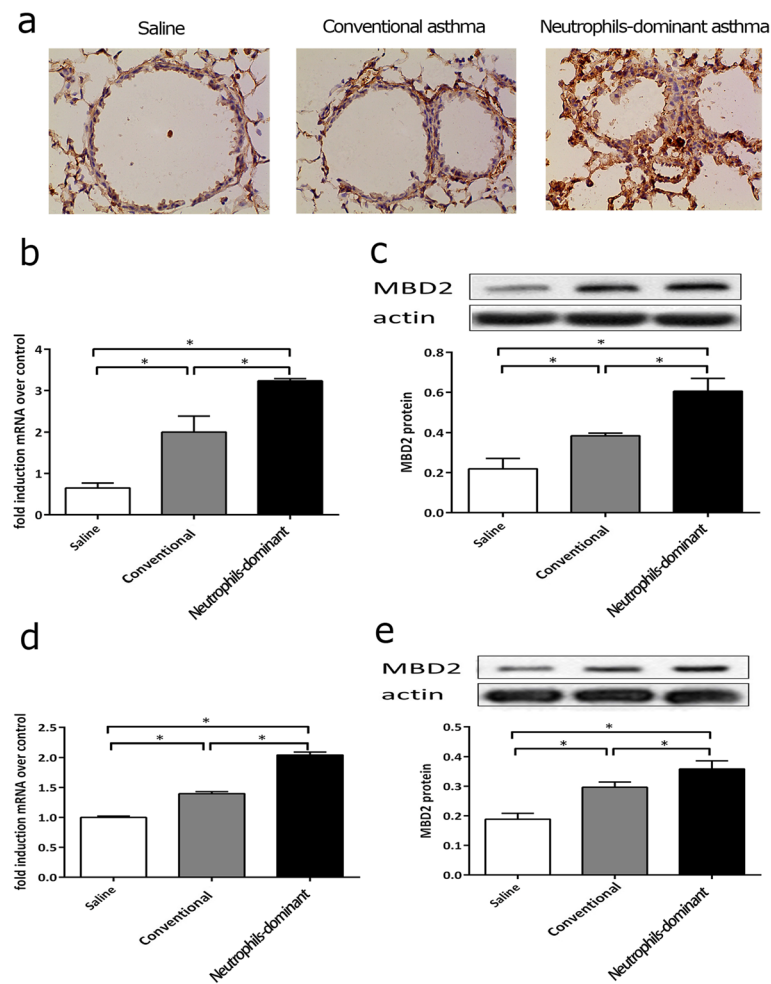 a
Saline
Conventional asthma
Neutrophils-dominant asthma
b
fold induction mRNA over control
4
3
2
1
0
*
*
*
Saline
Conventional
Neutrophils-dominant
c
MBD2
actin
MBD2 protein
0.8
0.6
0.4
0.2
0.0
*
*
*
Saline
Conventional
Neutrophils-dominant
d
fold induction mRNA over control
2.5
2.0
1.5
1.0
0.5
0.0
*
*
*
Saline
Conventional
Neutrophils-dominant
e
MBD2
actin
MBD2 protein
0.5
0.4
0.3
0.2
0.1
0.0
*
*
*
Saline
Conventional
Neutrophils-dominant